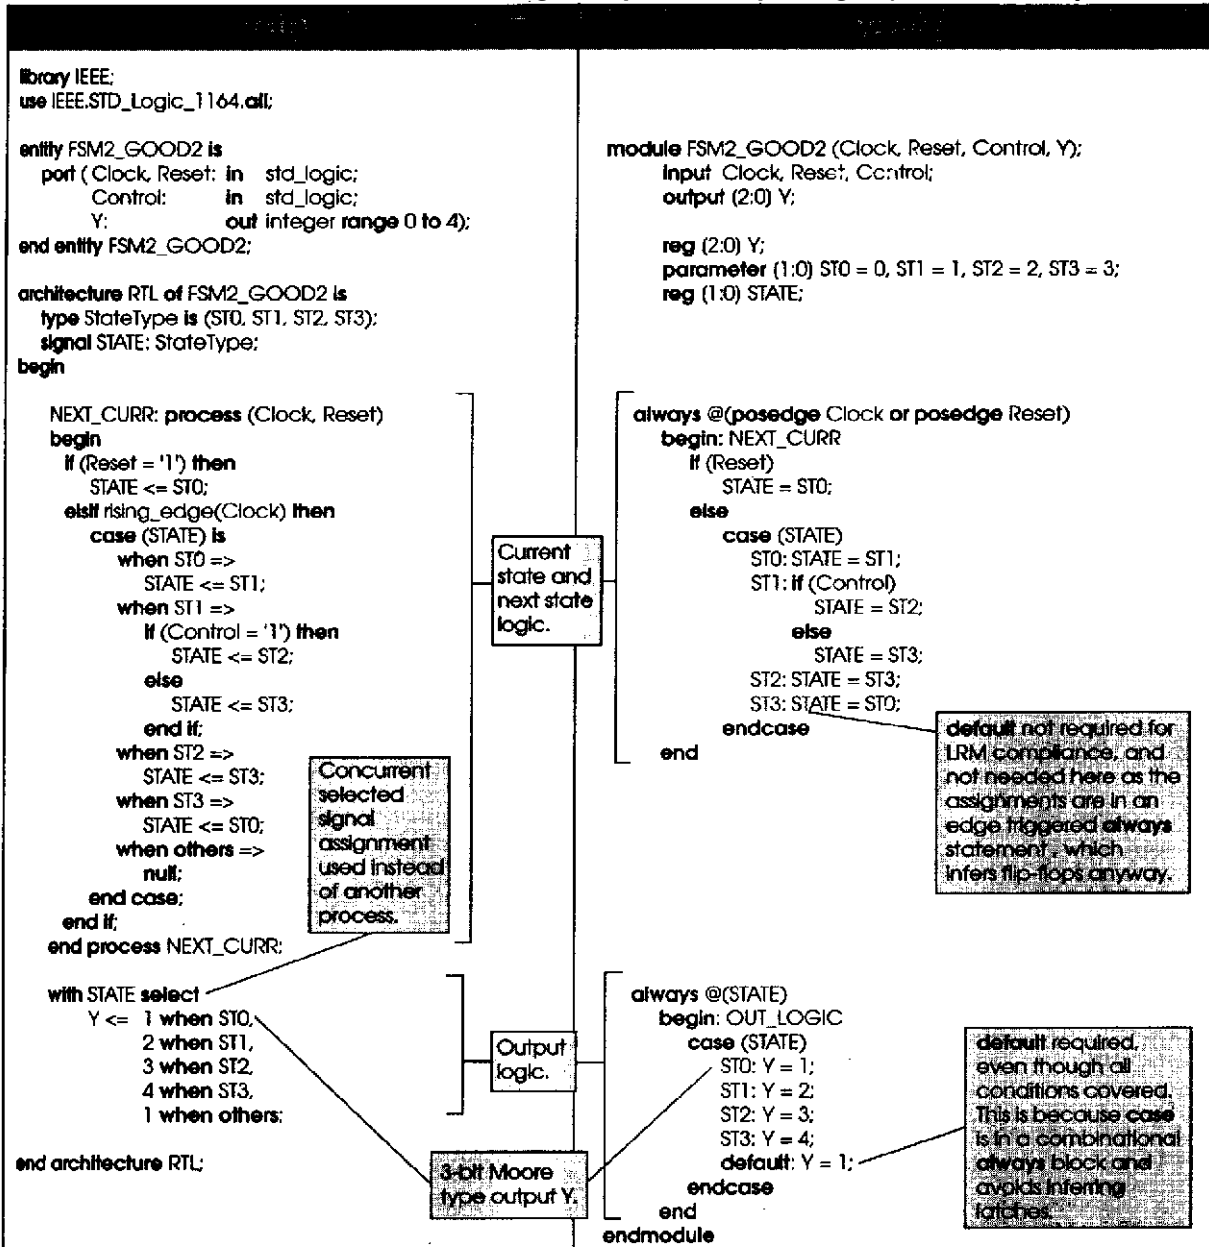 library IEEE;
use IEEE.STD_Logic_1164.all;
entity FSM2_GOOD2 is
port ( Clock, Reset: in std_logic;
Control: in std_logic;
Y: out integer range 0 to 4);
end entity FSM2_GOOD2;
architecture RTL of FSM2_GOOD2 is
type StateType is (ST0, ST1, ST2, ST3);
signal STATE: StateType;
begin
NEXT_CURR: process (Clock, Reset)
begin
if (Reset = '1') then
STATE <= ST0;
elsif rising_edge(Clock) then
case (STATE) is
when ST0 =>
STATE <= ST1;
when ST1 =>
if (Control = '1') then
STATE <= ST2;
else
STATE <= ST3;
end if;
when ST2 =>
STATE <= ST3;
when ST3 =>
STATE <= ST0;
when others =>
null;
end case;
end if;
end process NEXT_CURR;
with STATE select
Y <= 1 when ST0,
2 when ST1,
3 when ST2,
4 when ST3,
1 when others;
end architecture RTL;
Concurrent
selected
signal
assignment
used instead
of another
process.
Current
state and
next state
logic.
Output
logic.
3-bit Moore
type output Y.
module FSM2_GOOD2 (Clock, Reset, Control, Y);
input Clock, Reset, Control;
output (2:0) Y;
reg (2:0) Y;
parameter (1:0) ST0 = 0, ST1 = 1, ST2 = 2, ST3 = 3;
reg (1:0) STATE;
always @(posedge Clock or posedge Reset)
begin: NEXT_CURR
if (Reset)
STATE = ST0;
else
case (STATE)
ST0: STATE = ST1;
ST1: if (Control)
STATE = ST2;
else
STATE = ST3;
ST2: STATE = ST3;
ST3: STATE = ST0;
endcase
end
default not required for
LRM compliance, and
not needed here as the
assignments are in an
edge triggered always
statement , which
infers flip-flops anyway.
always @(STATE)
begin: OUT_LOGIC
case (STATE)
ST0: Y = 1;
ST1: Y = 2;
ST2: Y = 3;
ST3: Y = 4;
default: Y = 1;
endcase
end
endmodule
default required,
even though all
conditions covered.
This is because case
is in a combinational
always block and
avoids inferring
latches.